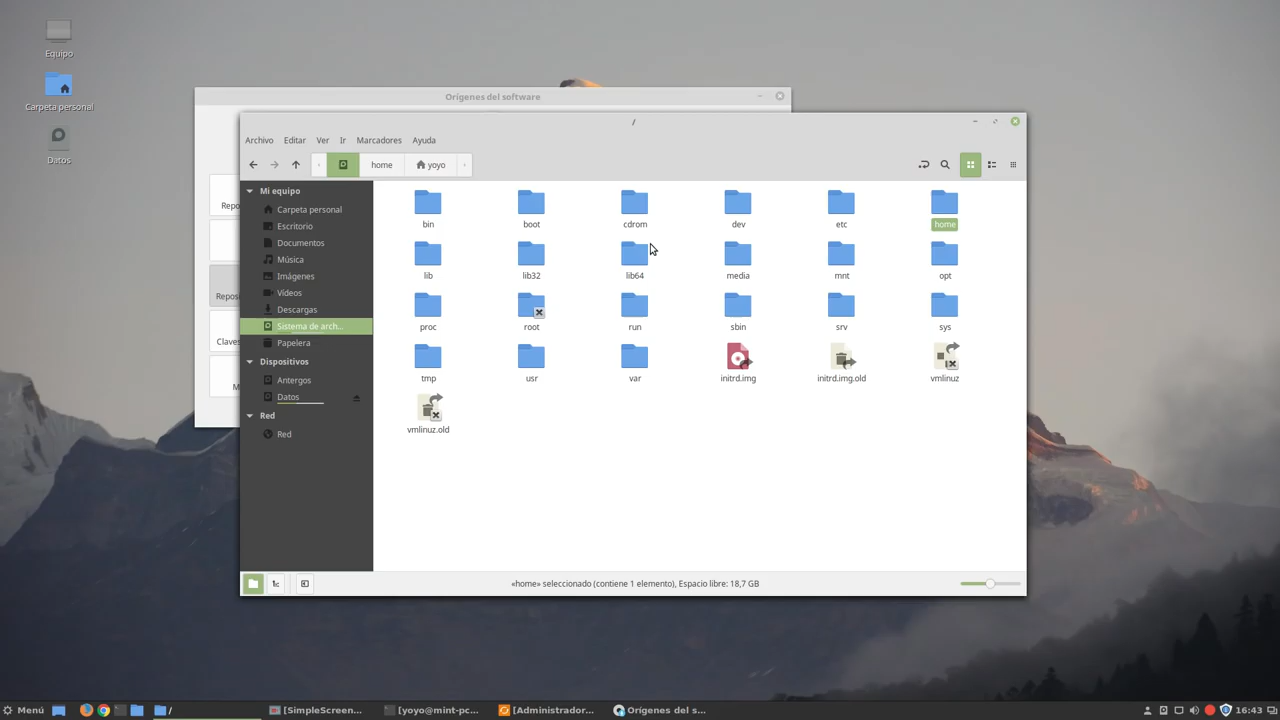 Equipo
Carpeta personal
Datos
Orígenes del software
/
Archivo Editar Ver Ir Marcadores Ayuda
home yoyo
Repo
Repos
Claves
M
Mi equipo
Carpeta personal
Escritorio
Documentos
Música
Imágenes
Vídeos
Descargas
Sistema de arch...
Papelera
Dispositivos
Antergos
Datos
Red
Red
bin boot cdrom dev etc home
lib lib32 lib64 media mnt opt
proc root run sbin srv sys
tmp usr var initrd.img initrd.img.old vmlinuz
vmlinuz.old
«home» seleccionado (contiene 1 elemento), Espacio libre: 18,7 GB
Menú / [SimpleScreen... [yoyo@mint-pc... [Administrador... Orígenes del s... 16:43